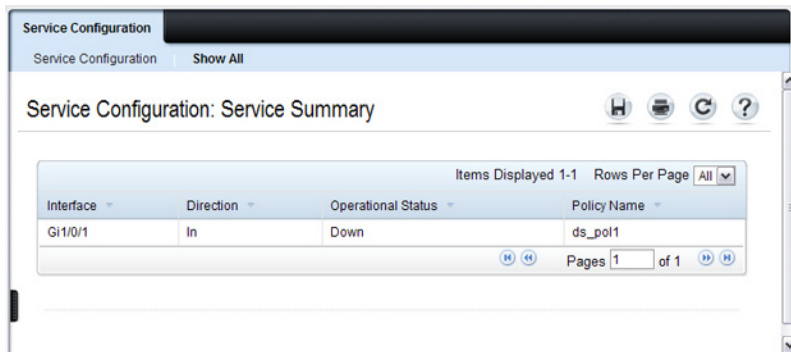 Service Configuration
Service Configuration Show All
Service Configuration: Service Summary
Items Displayed 1-1 Rows Per Page All
Interface Direction Operational Status Policy Name
Gi1/0/1 In Down ds_pol1
Pages 1 of 1